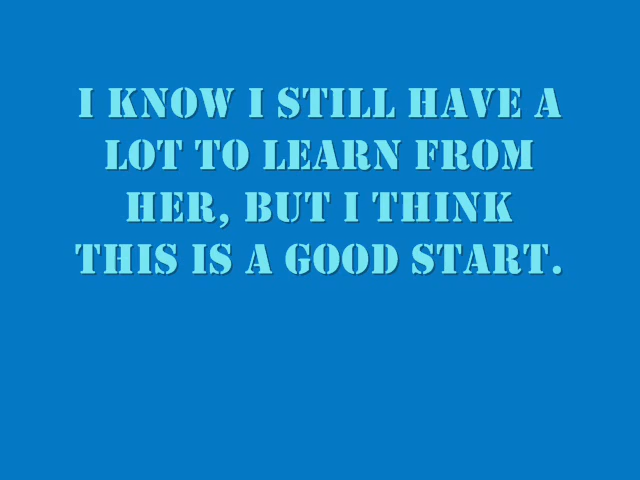 I KNOW I STILL HAVE A
LOT TO LEARN FROM
HER, BUT I THINK
THIS IS A GOOD START.